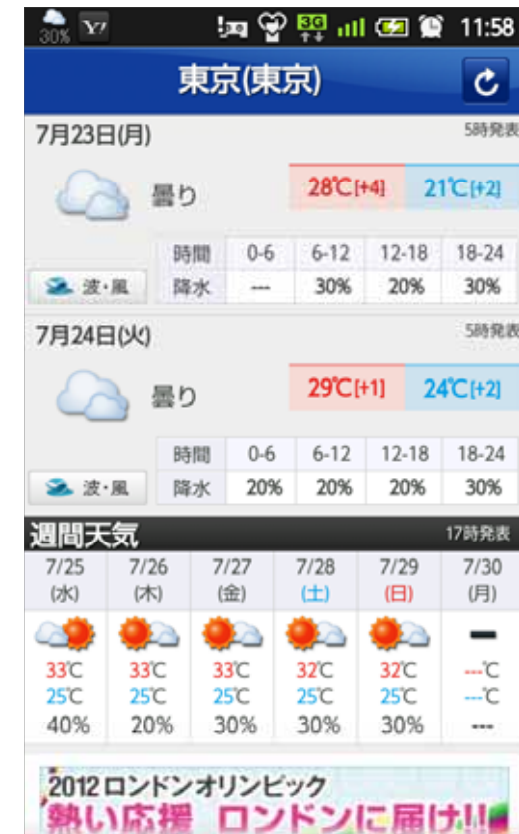 30% Y! 3G 11:58
東京(東京)
7月23日(月) 5時発表
曇り 28℃[+4] 21℃[+2]
時間 0-6 6-12 12-18 18-24
波・風 降水 --- 30% 20% 30%
7月24日(火) 5時発表
曇り 29℃[+1] 24℃[+2]
時間 0-6 6-12 12-18 18-24
波・風 降水 20% 20% 20% 30%
週間天気 17時発表
7/25 7/26 7/27 7/28 7/29 7/30
(水) (木) (金) (土) (日) (月)
33℃ 33℃ 33℃ 32℃ 32℃ ---℃
25℃ 25℃ 25℃ 25℃ 25℃ ---℃
40% 20% 30% 30% 30% ---
2012 ロンドンオリンピック
熱い応援 ロンドンに届け!!